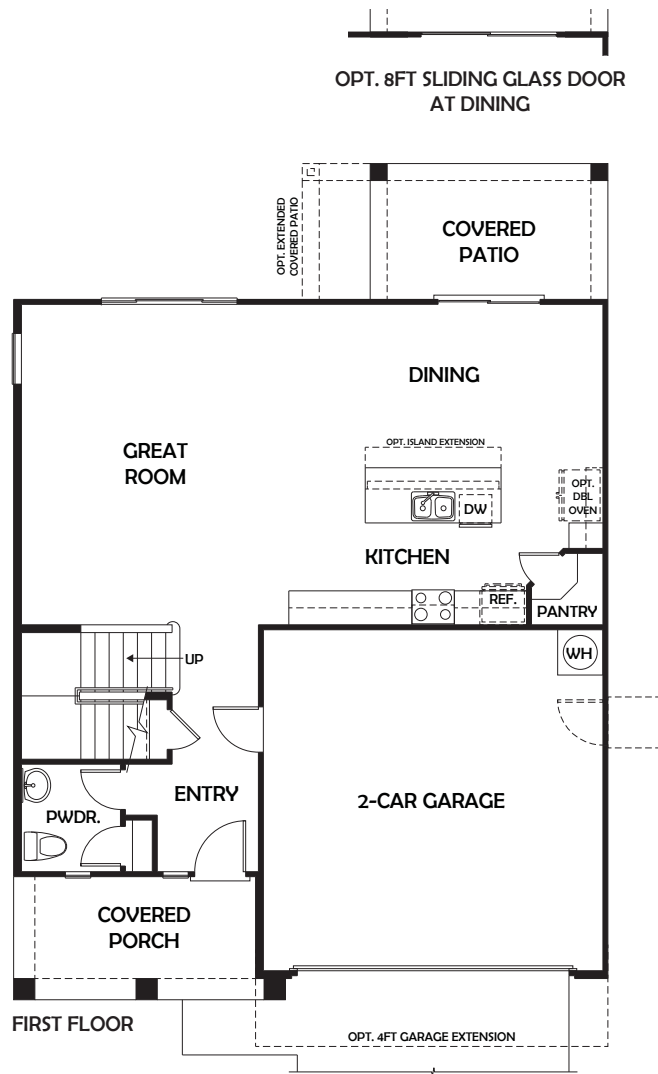 OPT. 8FT SLIDING GLASS DOOR
AT DINING
OPT. EXTENDED
COVERED PATIO
COVERED
PATIO
DINING
GREAT
ROOM
OPT. ISLAND EXTENSION
DW
OPT.
DBL
OVEN
KITCHEN
REF.
PANTRY
UP
WH
ENTRY
2-CAR GARAGE
PWDR.
COVERED
PORCH
FIRST FLOOR
OPT. 4FT GARAGE EXTENSION